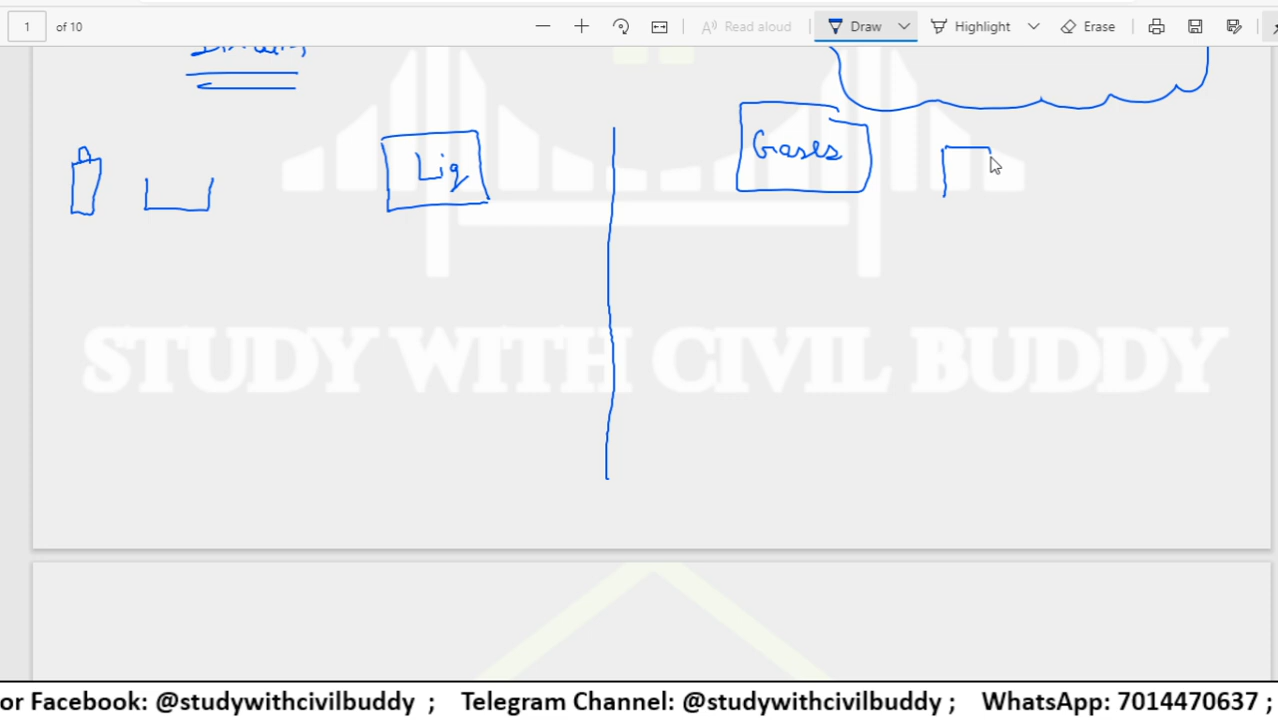 1 of 10 Read aloud Draw Highlight Erase
Liq Gases
STUDY WITH CIVIL BUDDY
or Facebook: @studywithcivilbuddy ; Telegram Channel: @studywithcivilbuddy ; WhatsApp: 7014470637 ;